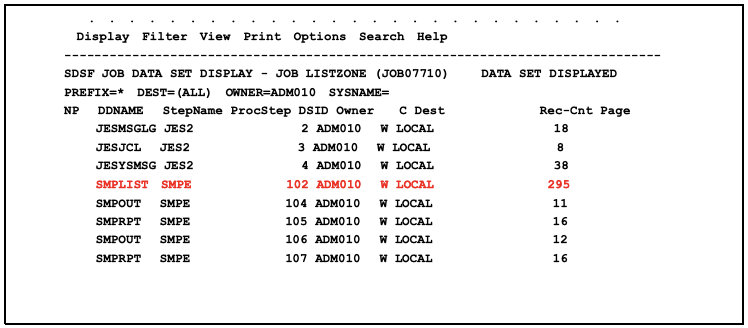 . . . . . . . . . . . . . . . . . . . . .
Display Filter View Print Options Search Help
-------------------------------------------------------------------------------
SDSF JOB DATA SET DISPLAY - JOB LISTZONE (JOB07710) DATA SET DISPLAYED
PREFIX=* DEST=(ALL) OWNER=ADM010 SYSNAME=
NP DDNAME StepName ProcStep DSID Owner C Dest Rec-Cnt Page
JESMSGLG JES2 2 ADM010 W LOCAL 18
JESJCL JES2 3 ADM010 W LOCAL 8
JESYSMSG JES2 4 ADM010 W LOCAL 38
SMPLIST SMPE 102 ADM010 W LOCAL 295
SMPOUT SMPE 104 ADM010 W LOCAL 11
SMPRPT SMPE 105 ADM010 W LOCAL 16
SMPOUT SMPE 106 ADM010 W LOCAL 12
SMPRPT SMPE 107 ADM010 W LOCAL 16